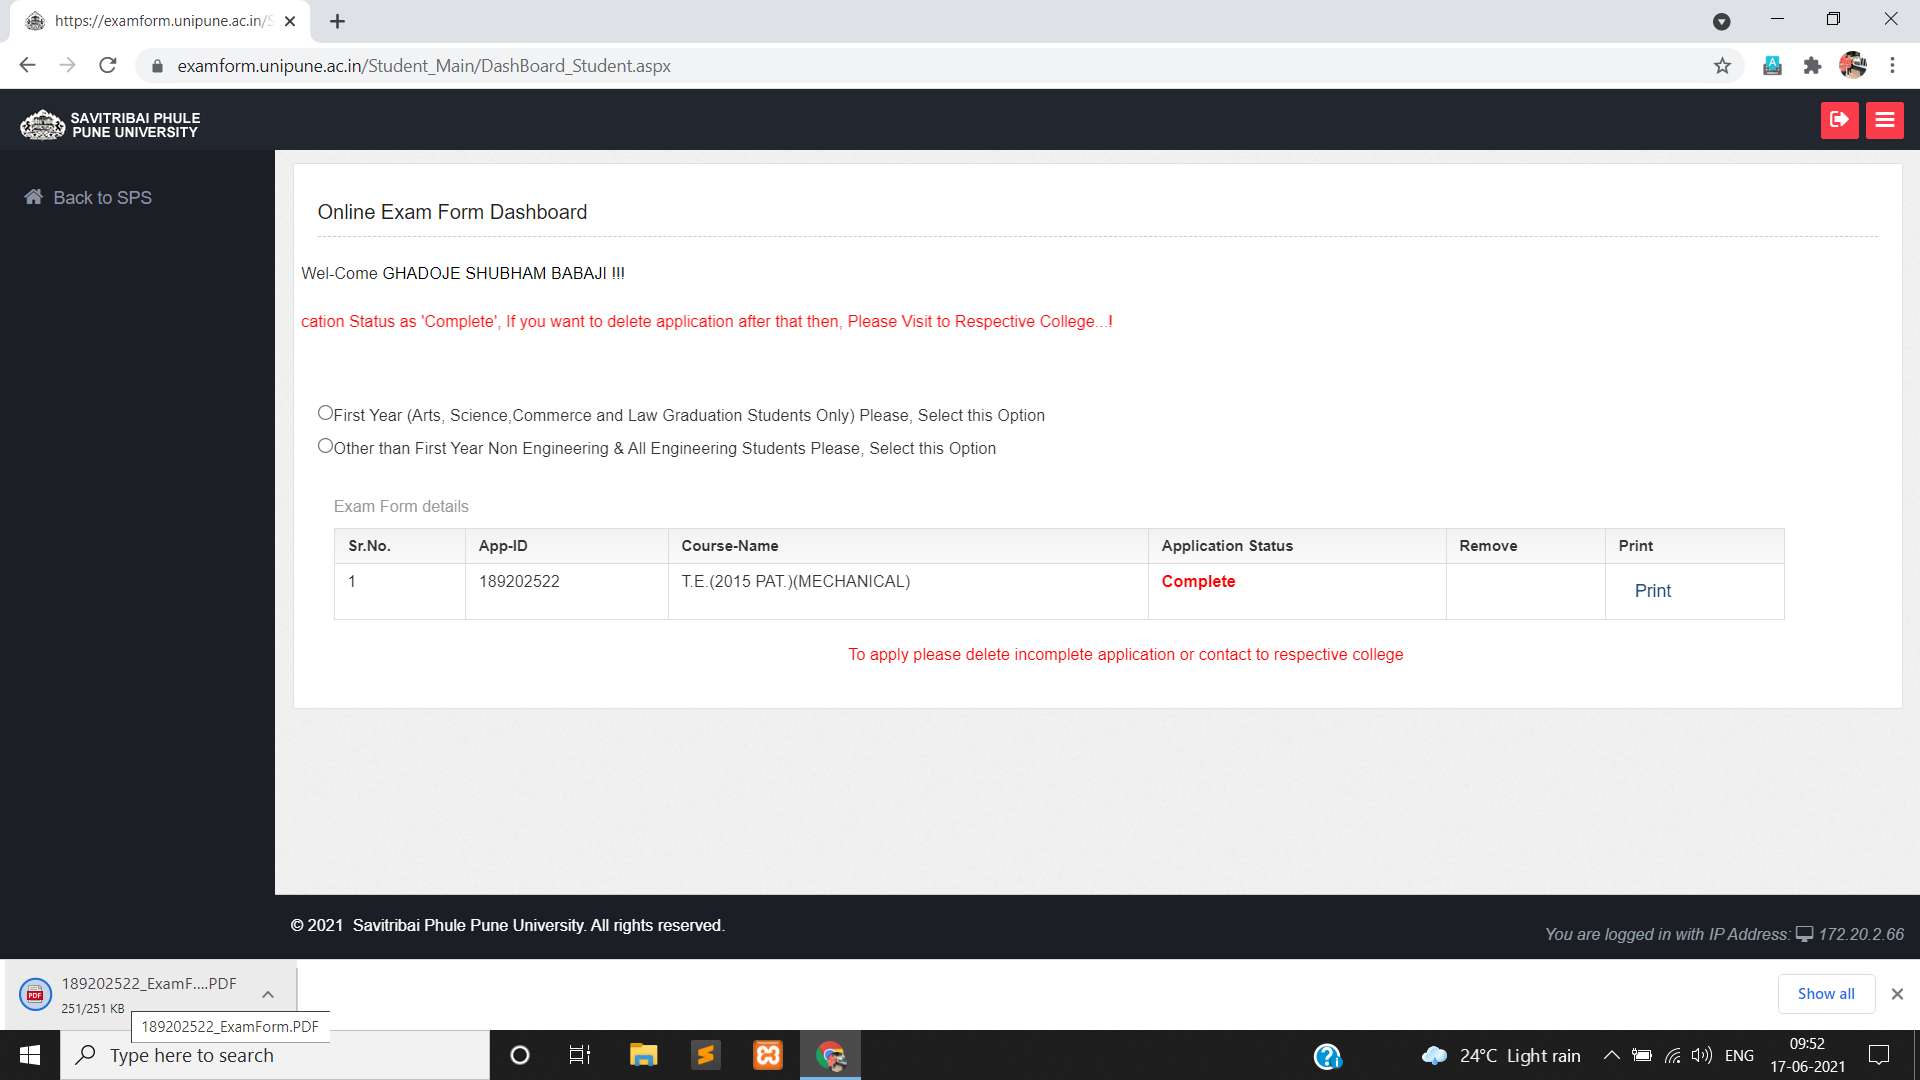 https://examform.unipune.ac.in/S
examform.unipune.ac.in/Student_Main/DashBoard_Student.aspx
SAVITRIBAI PHULE
PUNE UNIVERSITY
Back to SPS
Online Exam Form Dashboard
Wel-Come GHADOJE SHUBHAM BABAJI !!!
cation Status as 'Complete', If you want to delete application after that then, Please Visit to Respective College...!
First Year (Arts, Science,Commerce and Law Graduation Students Only) Please, Select this Option
Other than First Year Non Engineering & All Engineering Students Please, Select this Option
Exam Form details
Sr.No. App-ID Course-Name Application Status Remove Print
1 189202522 T.E.(2015 PAT.)(MECHANICAL) Complete Print
To apply please delete incomplete application or contact to respective college
© 2021 Savitribai Phule Pune University. All rights reserved.
You are logged in with IP Address: 172.20.2.66
189202522_ExamF....PDF
251/251 KB
Show all
189202522_ExamForm.PDF
Type here to search
24°C Light rain
ENG
09:52
17-06-2021